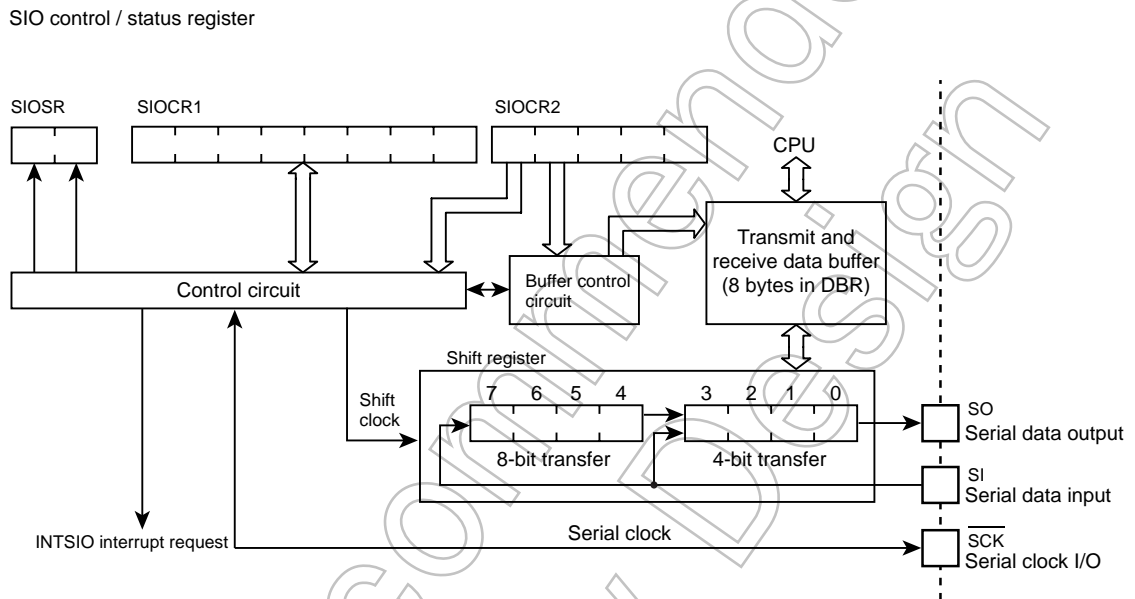 SIO control / status register
SIOSR
SIOCR1
SIOCR2
CPU
Transmit and
receive data buffer
(8 bytes in DBR)
Control circuit
Buffer control
circuit
Shift register
7 6 5 4 3 2 1 0
Shift
clock
8-bit transfer
4-bit transfer
SO
Serial data output
SI
Serial data input
INTSIO interrupt request
Serial clock
SCK
Serial clock I/O
commend
Design